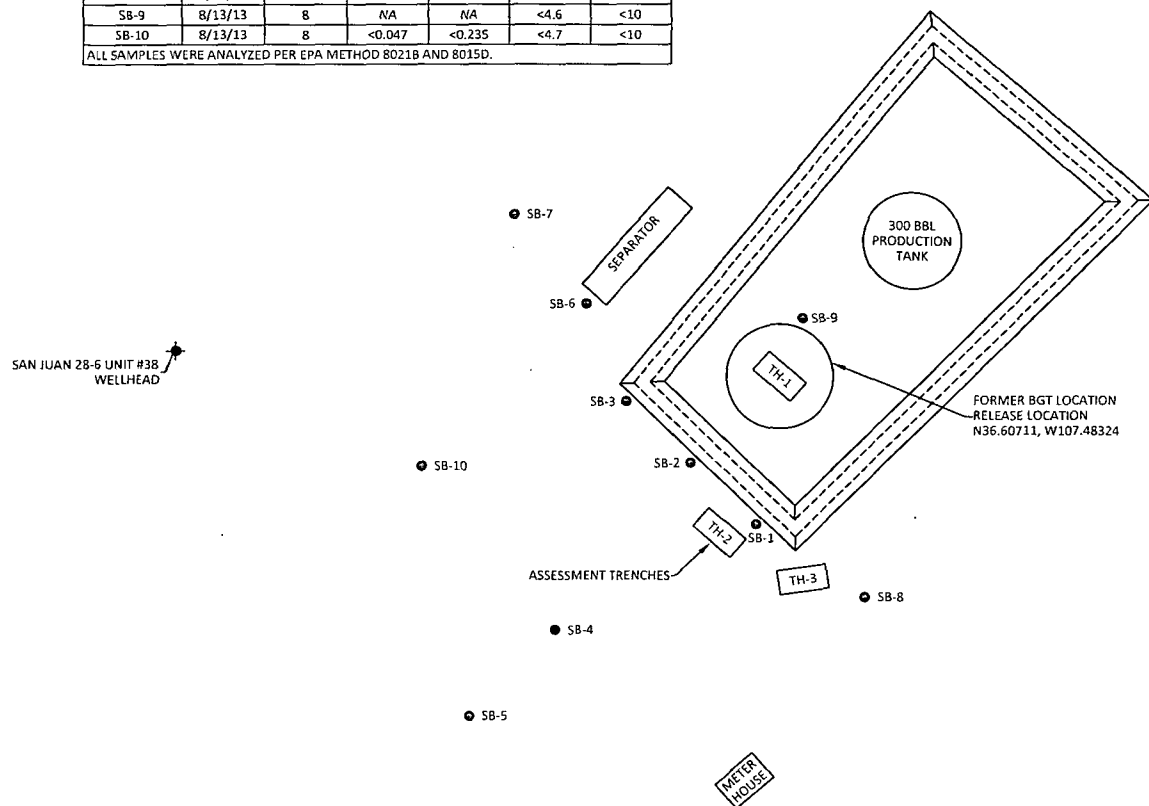 SB-9 8/13/13 8 NA NA <4.6 <10
SB-10 8/13/13 8 <0.047 <0.235 <4.7 <10
ALL SAMPLES WERE ANALYZED PER EPA METHOD 8021B AND 8015D.
SB-7
SEPARATOR
300 BBL
PRODUCTION
TANK
SB-6
SB-9
SAN JUAN 28-6 UNIT #38
WELLHEAD
TH-1
SB-3
FORMER BGT LOCATION
RELEASE LOCATION
N36.60711, W107.48324
SB-10
SB-2
TH-2
SB-1
ASSESSMENT TRENCHES
TH-3
SB-8
SB-4
SB-5
METER
HOUSE